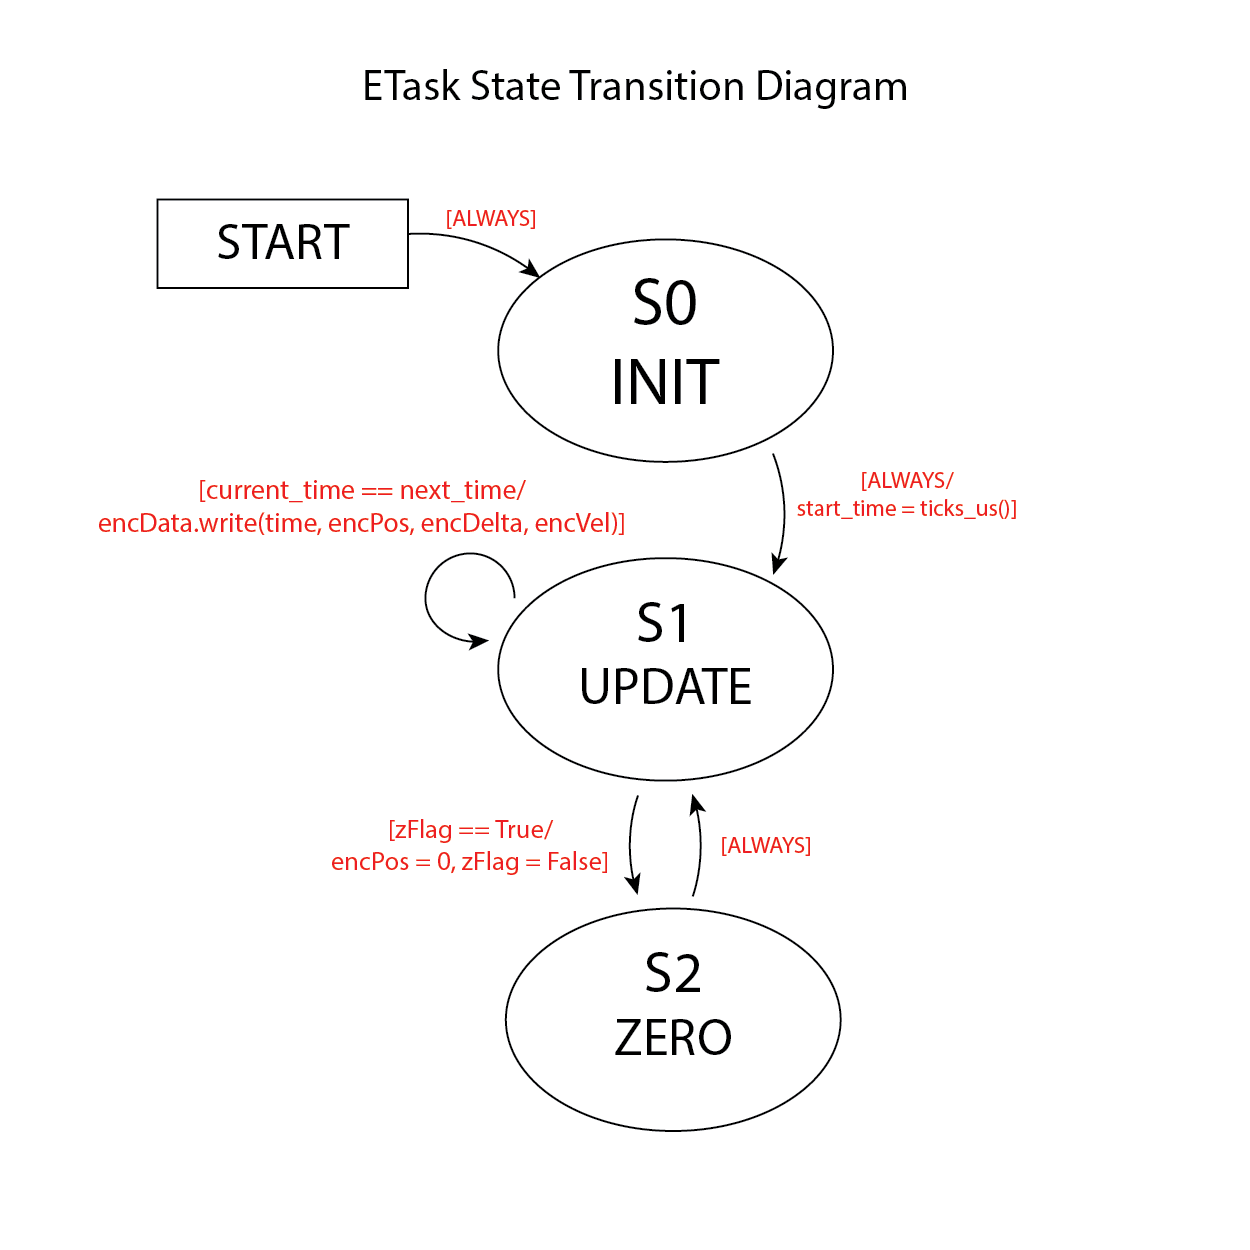 ETask State Transition Diagram
START
[ALWAYS]
S0
INIT
[ALWAYS/
start_time = ticks_us()]
[current_time == next_time/
encData.write(time, encPos, encDelta, encVel)]
S1
UPDATE
[zFlag == True/
encPos = 0, zFlag = False]
[ALWAYS]
S2
ZERO